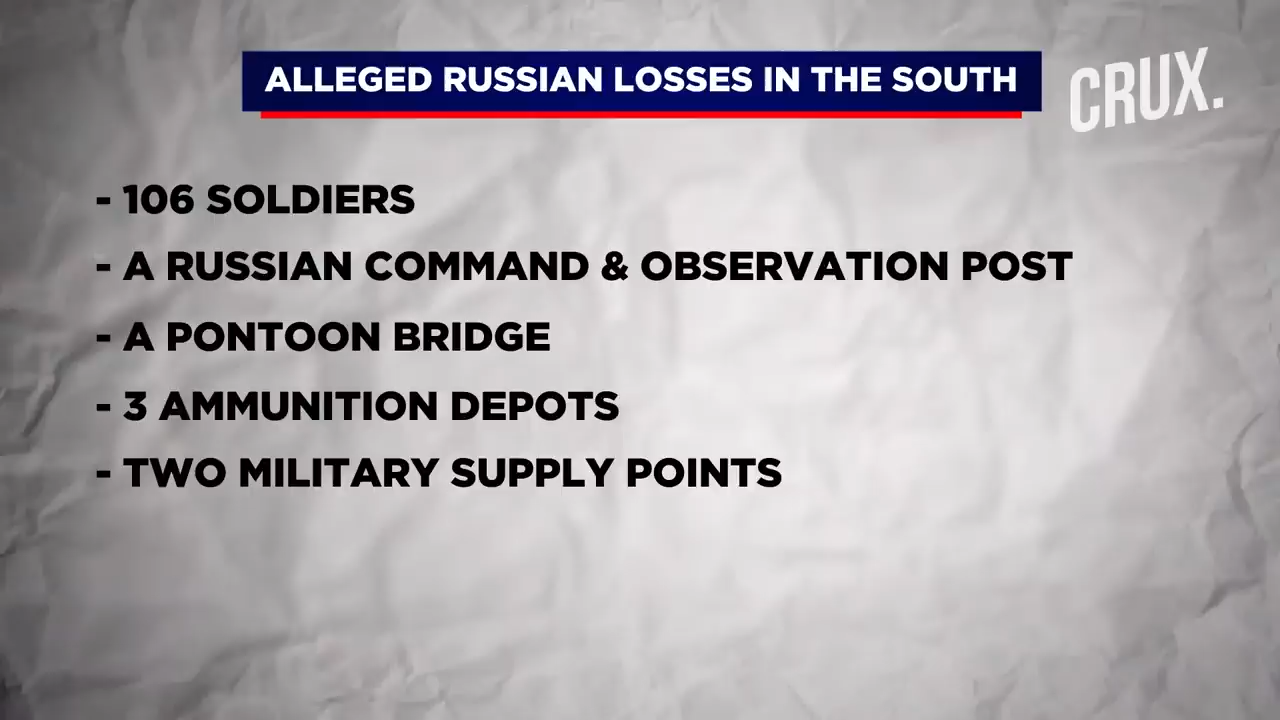 ALLEGED RUSSIAN LOSSES IN THE SOUTH
CRUX.
- 106 SOLDIERS
- A RUSSIAN COMMAND & OBSERVATION POST
- A PONTOON BRIDGE
- 3 AMMUNITION DEPOTS
- TWO MILITARY SUPPLY POINTS